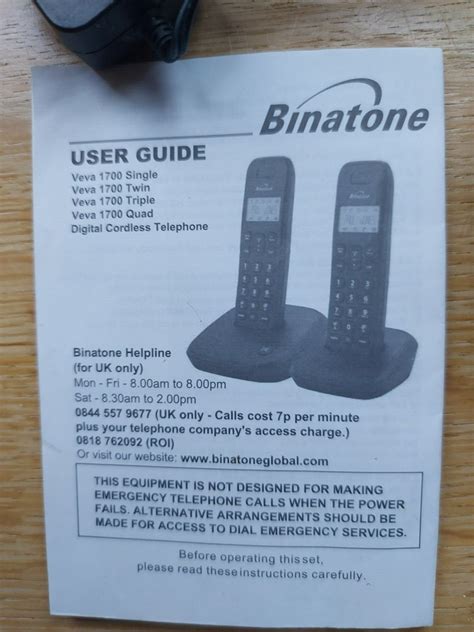 Binatone
USER GUIDE
Veva 1700 Single
Veva 1700 Twin
Veva 1700 Triple
Veva 1700 Quad
Digital Cordless Telephone
Binatone Helpline
(for UK only)
Mon - Fri - 8.00am to 8.00pm
Sat - 8.30am to 2.00pm
0844 557 9677 (UK only - Calls cost 7p per minute
plus your telephone company's access charge.)
0818 762092 (ROI)
Or visit our website: www.binatoneglobal.com
THIS EQUIPMENT IS NOT DESIGNED FOR MAKING
EMERGENCY TELEPHONE CALLS WHEN THE POWER
FAILS. ALTERNATIVE ARRANGEMENTS SHOULD BE
MADE FOR ACCESS TO DIAL EMERGENCY SERVICES.
Before operating this set,
please read these instructions carefully.